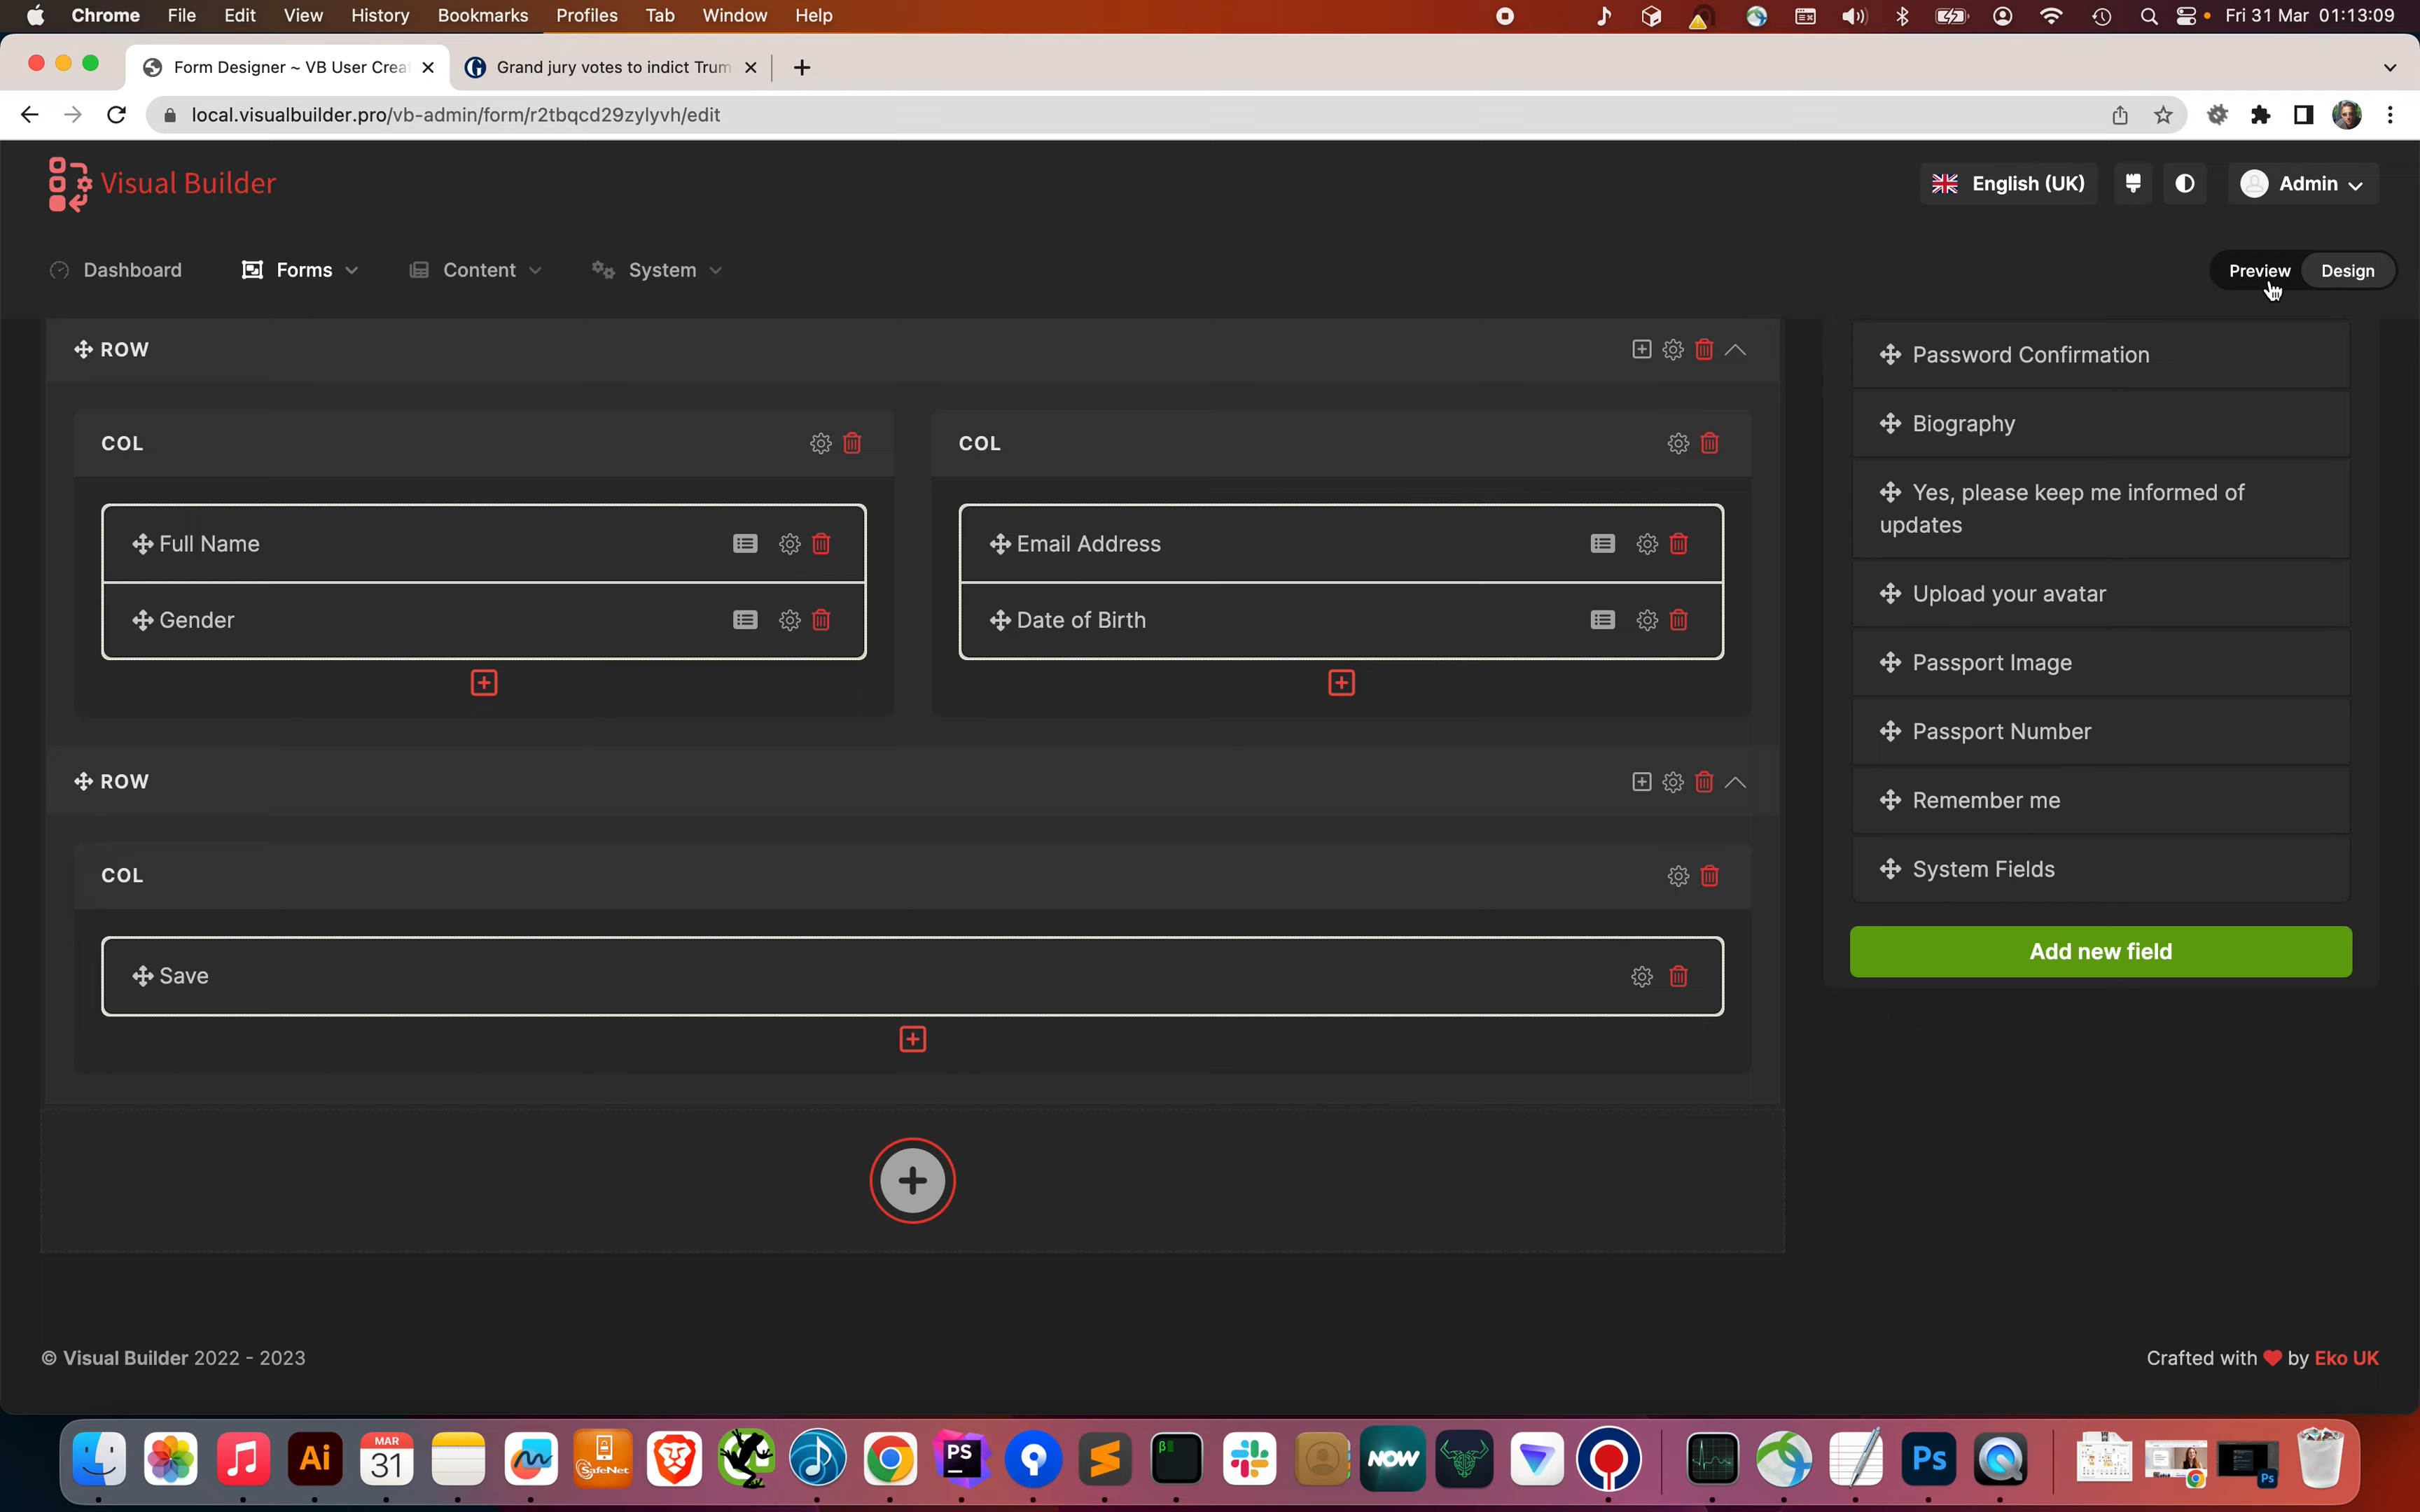 Chrome File Edit View History Bookmarks Profiles Tab Window Help Fri 31 Mar 01:13:09
Form Designer ~ VB User Crea Grand jury votes to indict Trum
local.visualbuilder.pro/vb-admin/form/r2tbqcd29zylyvh/edit
Visual Builder English (UK) Admin
Dashboard Forms Content System Preview Design
ROW
Password Confirmation
COL COL
Biography
Full Name Email Address
Yes, please keep me informed of
updates
Gender Date of Birth
Upload your avatar
Passport Image
Passport Number
ROW
Remember me
COL
System Fields
Save
Add new field
© Visual Builder 2022 - 2023 Crafted with ❤ by Eko UK
MAR
31
Ai
SafeNet
PS
NOW
Ps
Ps